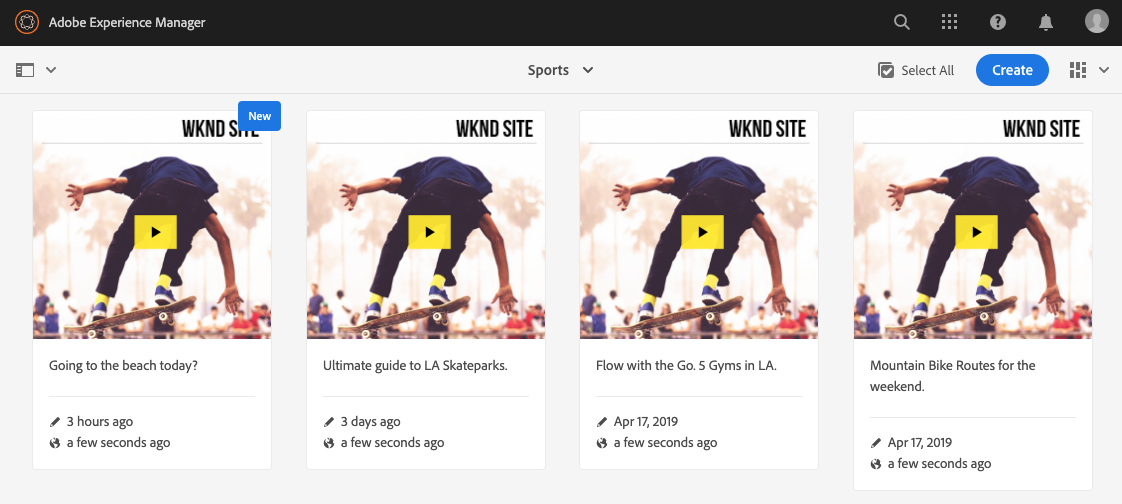 Adobe Experience Manager
Sports
Select All
Create
New
WKND SITE
Going to the beach today?
3 hours ago
a few seconds ago
WKND SITE
Ultimate guide to LA Skateparks.
3 days ago
a few seconds ago
WKND SITE
Flow with the Go. 5 Gyms in LA.
Apr 17, 2019
a few seconds ago
WKND SITE
Mountain Bike Routes for the
weekend.
Apr 17, 2019
a few seconds ago